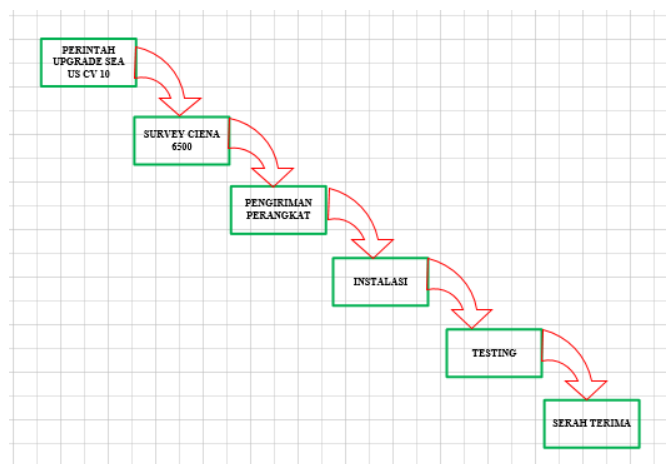 PERINTAH
UPGRADE SEA
US CV 10
SURVEY CIENA
6500
PENGIRIMAN
PERANGKAT
INSTALASI
TESTING
SERAH TERIMA